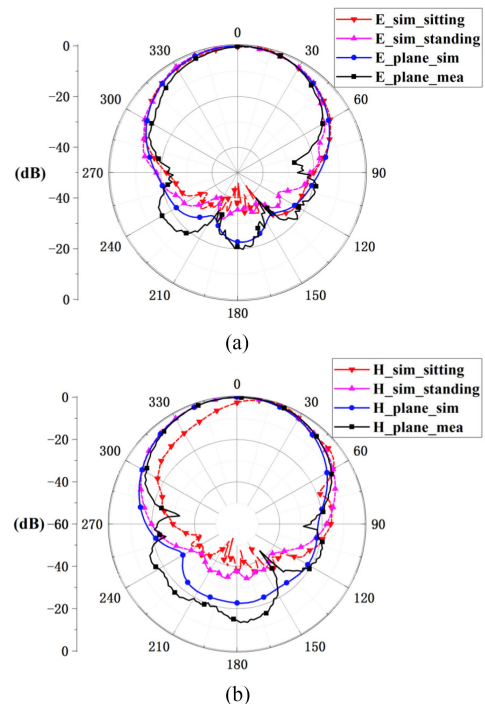 E_sim_sitting
E_sim_standing
E_plane_sim
E_plane_mea
0
30
60
90
120
150
180
210
240
270
300
330
0
−20
(dB) −40
−20
0
(a)
H_sim_sitting
H_sim_standing
H_plane_sim
H_plane_mea
0
30
60
90
120
150
180
210
240
270
300
330
0
−20
−40
(dB) −60
−40
−20
0
(b)